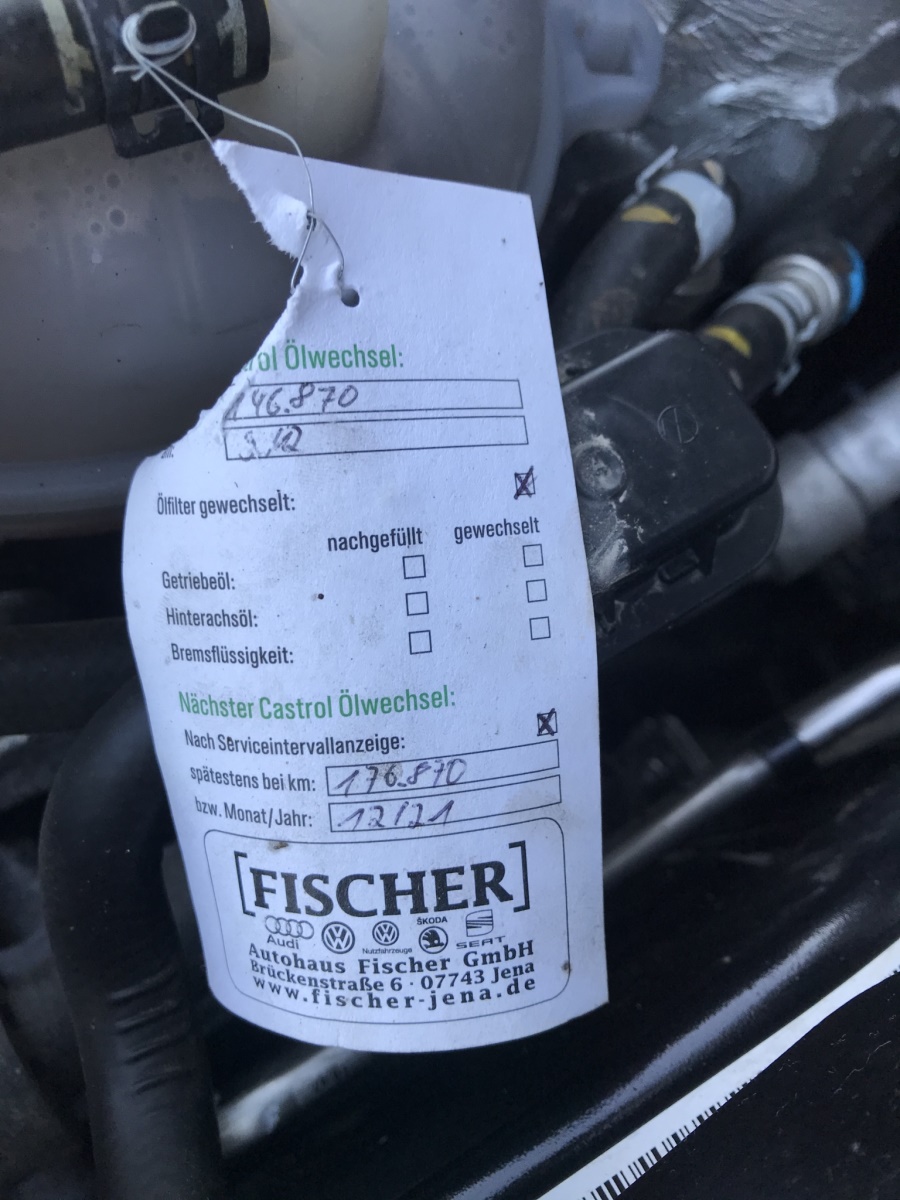 rol Ölwechsel:
146.870
Ölfilter gewechselt: X
nachgefüllt gewechselt
Getriebeöl:
Hinterachsöl:
Bremsflüssigkeit:
Nächster Castrol Ölwechsel:
Nach Serviceintervallanzeige: X
spätestens bei km: 176.870
bzw. Monat/Jahr: 12/21
[FISCHER]
Audi Nutzfahrzeuge ŠKODA SEAT
Autohaus Fischer GmbH
Brückenstraße 6 · 07743 Jena
www.fischer-jena.de